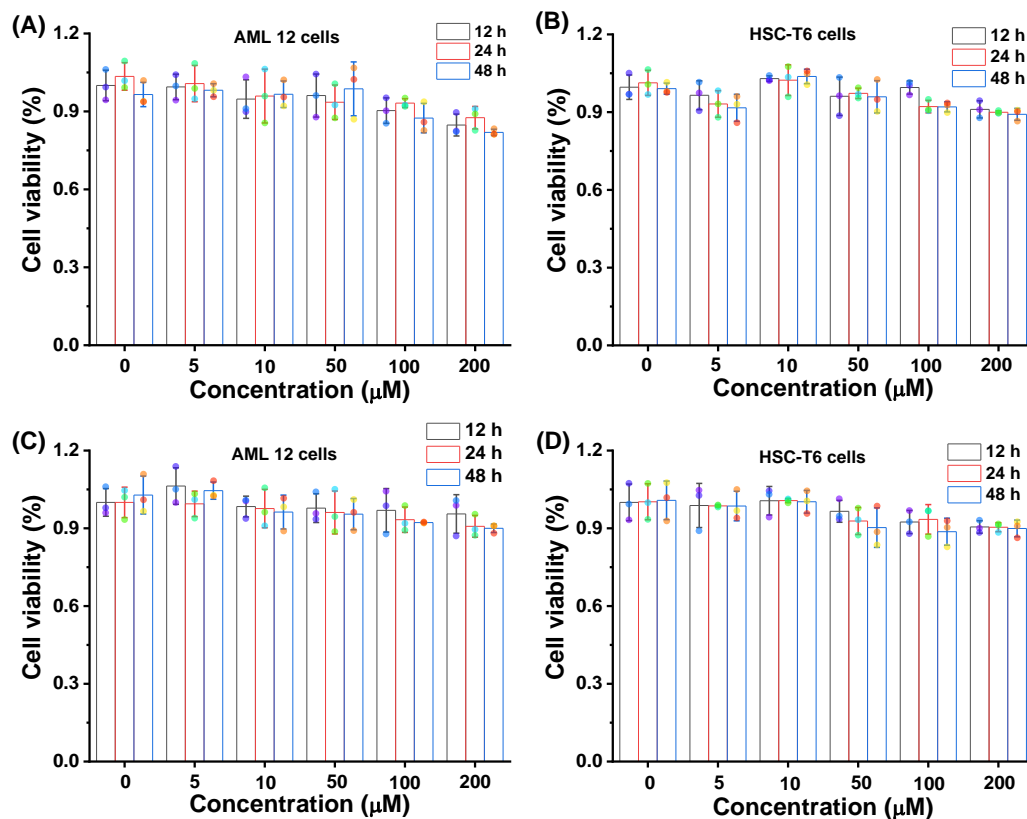 (A)
AML 12 cells
12 h
24 h
48 h
Cell viability (%)
1.2
0.9
0.6
0.3
0.0
0 5 10 50 100 200
Concentration (μM)
(B)
HSC-T6 cells
12 h
24 h
48 h
Cell viability (%)
1.2
0.9
0.6
0.3
0.0
0 5 10 50 100 200
Concentration (μM)
(C)
AML 12 cells
12 h
24 h
48 h
Cell viability (%)
1.2
0.9
0.6
0.3
0.0
0 5 10 50 100 200
Concentration (μM)
(D)
HSC-T6 cells
12 h
24 h
48 h
Cell viability (%)
1.2
0.9
0.6
0.3
0.0
0 5 10 50 100 200
Concentration (μM)